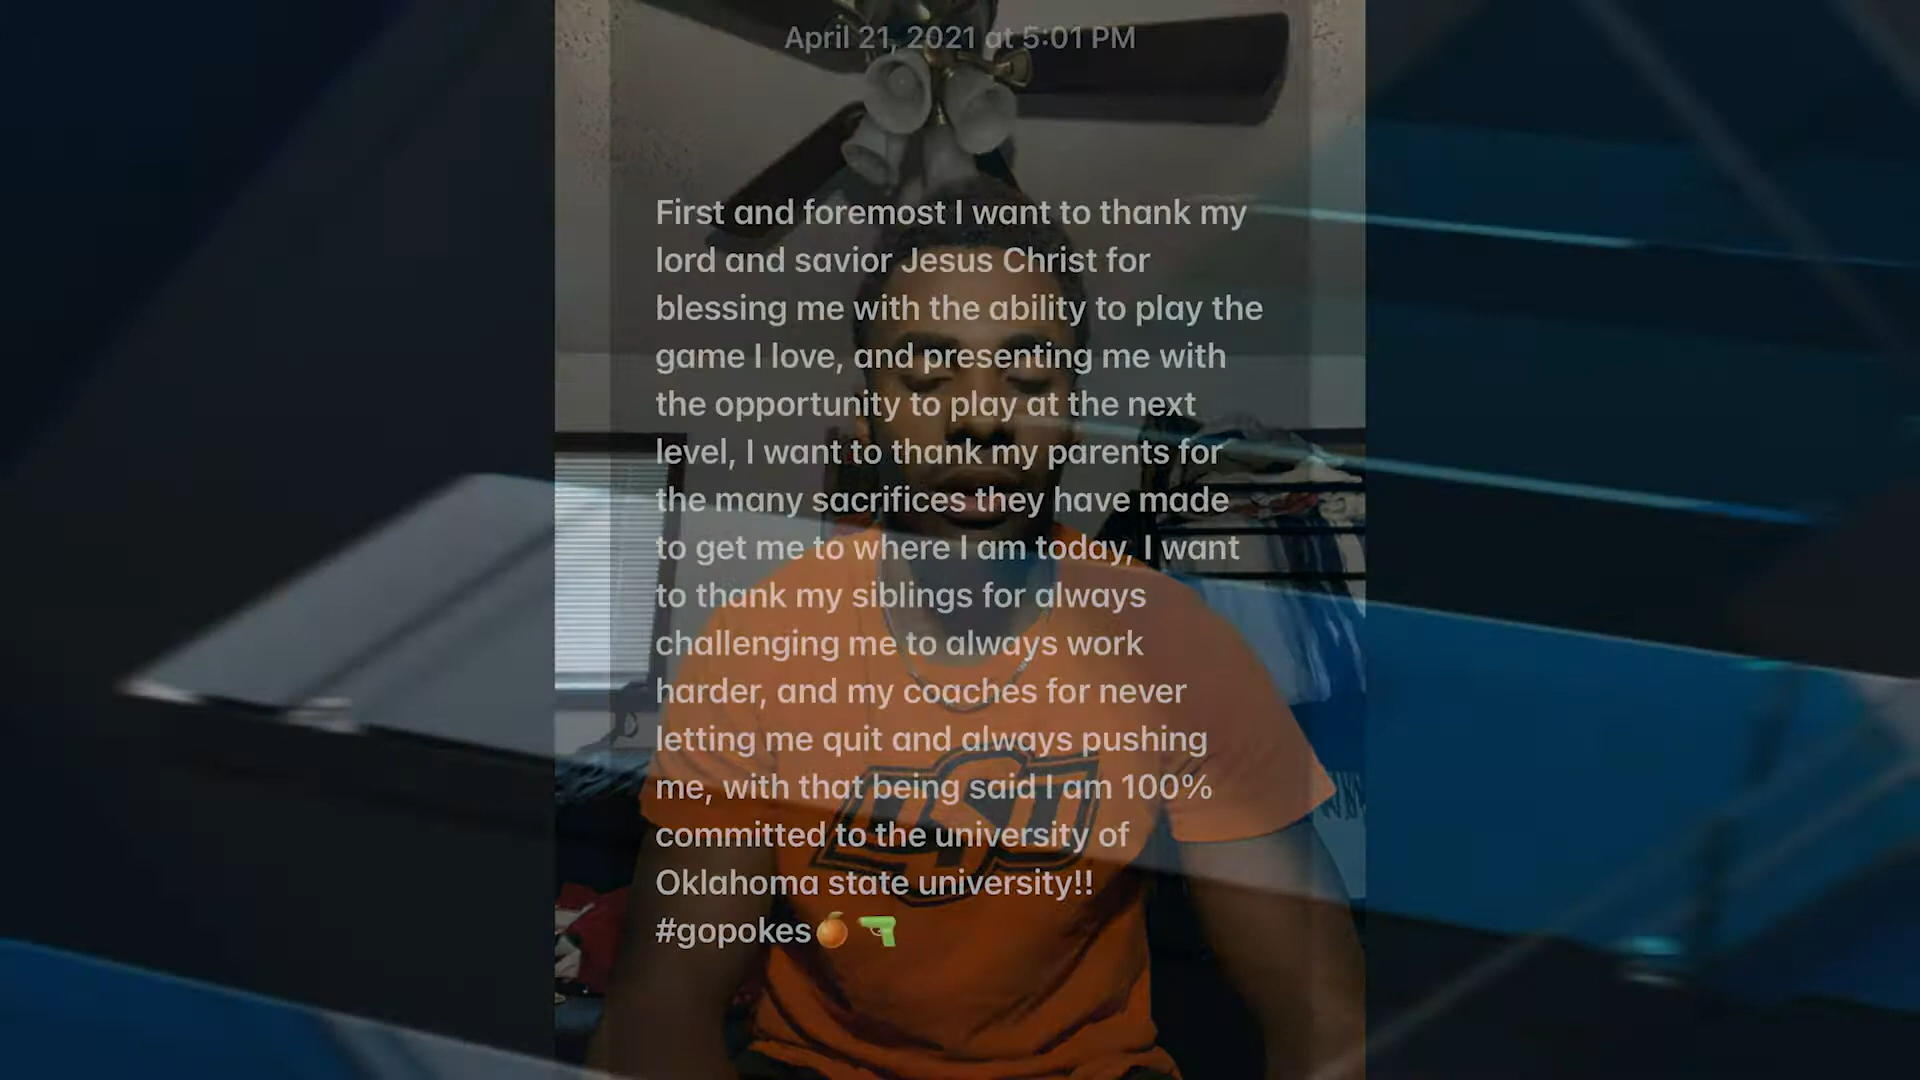 April 21, 2021 at 5:01 PM
First and foremost I want to thank my
lord and savior Jesus Christ for
blessing me with the ability to play the
game I love, and presenting me with
the opportunity to play at the next
level, I want to thank my parents for
the many sacrifices they have made
to get me to where I am today, I want
to thank my siblings for always
challenging me to always work
harder, and my coaches for never
letting me quit and always pushing
me, with that being said I am 100%
committed to the university of
Oklahoma state university!!
#gopokes🍊🔫
OSU